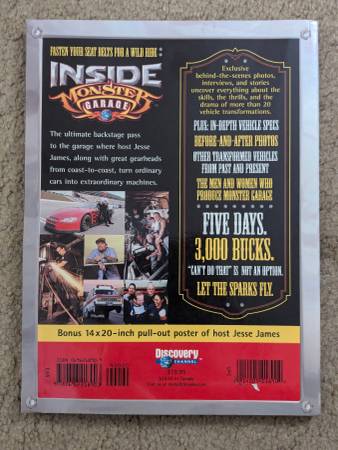 FASTEN YOUR SEAT BELTS FOR A WILD RIDE
INSIDE
MONSTER
GARAGE
The ultimate backstage pass
to the garage where host Jesse
James, along with great gearheads
from coast-to-coast, turn ordinary
cars into extraordinary machines.
Exclusive
behind-the-scenes photos,
interviews, and stories
uncover everything about the
skills, the thrills, and the
drama of more than 20
vehicle transformations.
PLUS: IN-DEPTH VEHICLE SPECS
BEFORE-AND-AFTER PHOTOS
OTHER TRANSFORMED VEHICLES
FROM PAST AND PRESENT
THE MEN AND WOMEN WHO
PRODUCE MONSTER GARAGE
FIVE DAYS.
3,000 BUCKS.
"CAN'T DO THAT" IS NOT AN OPTION.
LET THE SPARKS FLY.
Bonus 14x20-inch pull-out poster of host Jesse James
Discovery
CHANNEL
$19.95